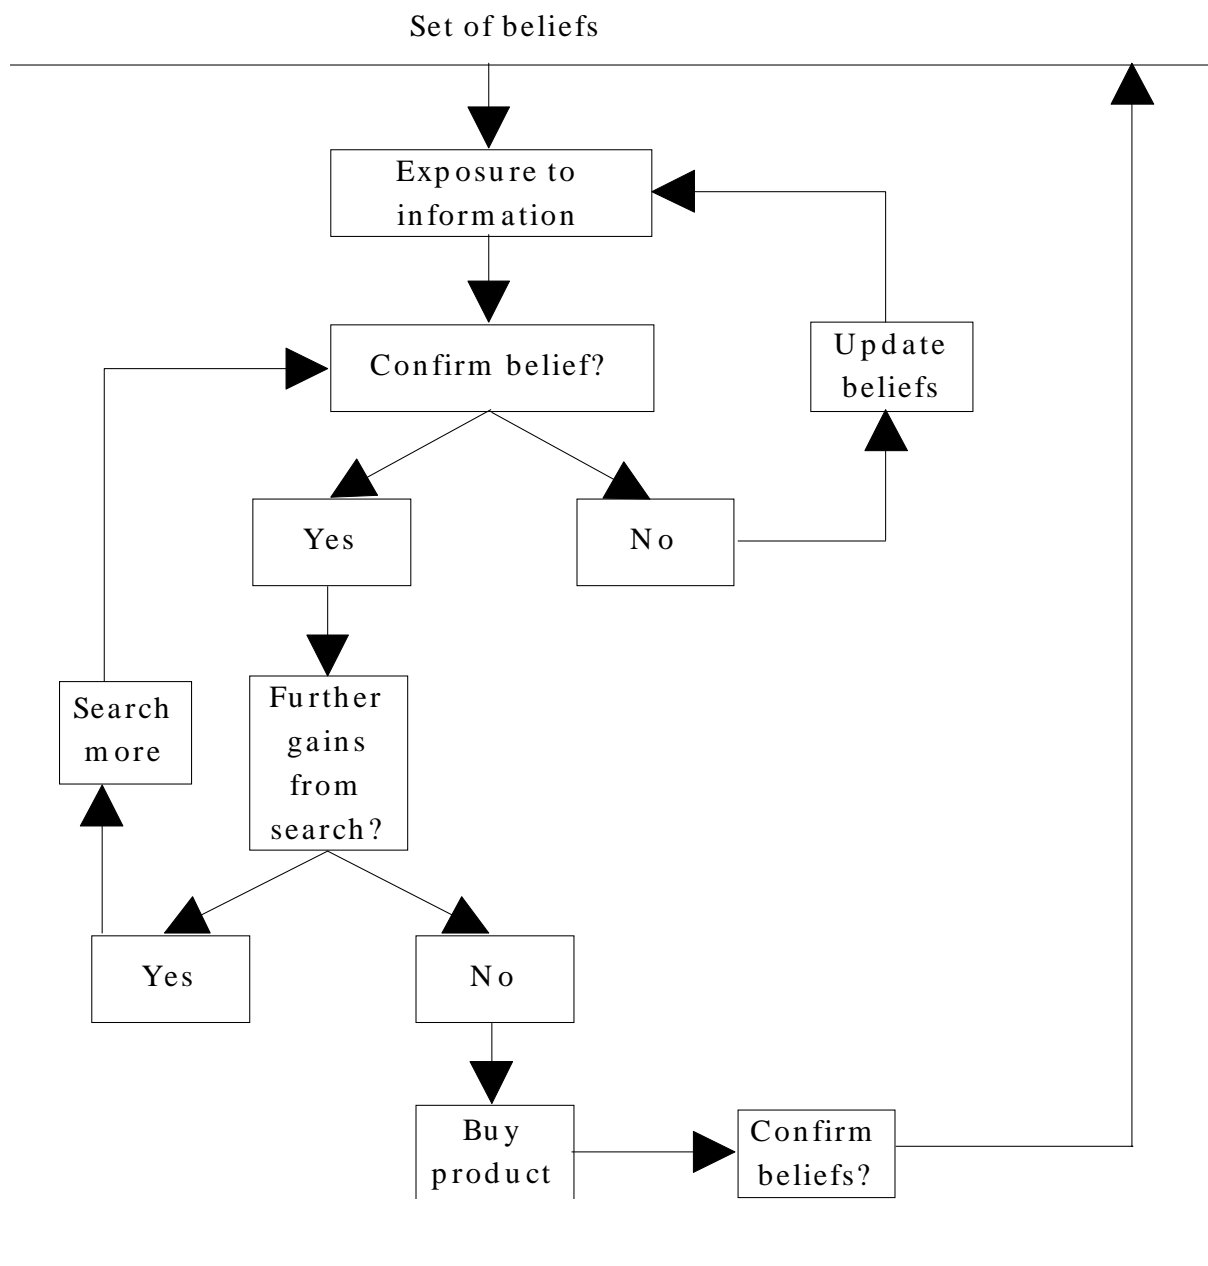 Set of beliefs
Exposure to
information
Confirm belief?
Update
beliefs
Yes
No
Search
more
Further
gains
from
search?
Yes
No
Buy
product
Confirm
beliefs?